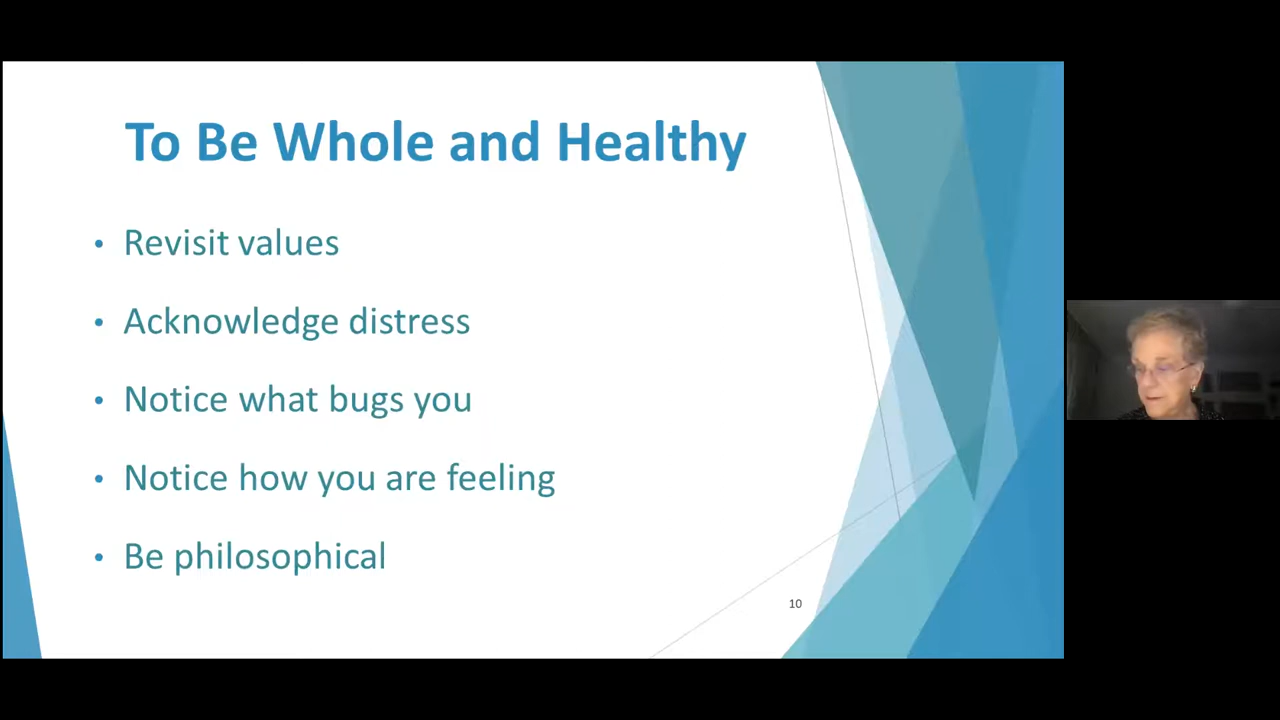 To Be Whole and Healthy
• Revisit values
• Acknowledge distress
• Notice what bugs you
• Notice how you are feeling
• Be philosophical
10